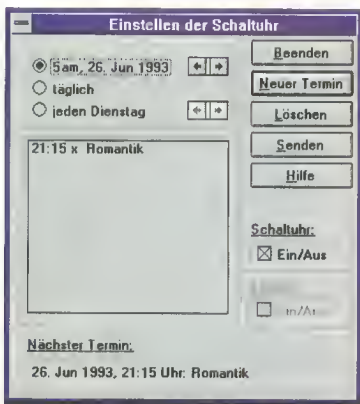 Einstellen der Schaltuhr
Sam, 26. Jun 1993
täglich
jeden Dienstag
Beenden
Neuer Termin
Löschen
Senden
Hilfe
21:15 x Romantik
Schaltuhr:
Ein/Aus
Nächster Termin:
26. Jun 1993, 21:15 Uhr: Romantik